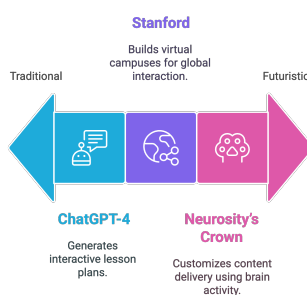 Stanford
Builds virtual
campuses for global
interaction.
Traditional
Futuristic
ChatGPT-4
Generates
interactive lesson
plans.
Neurosity's
Crown
Customizes content
delivery using brain
activity.